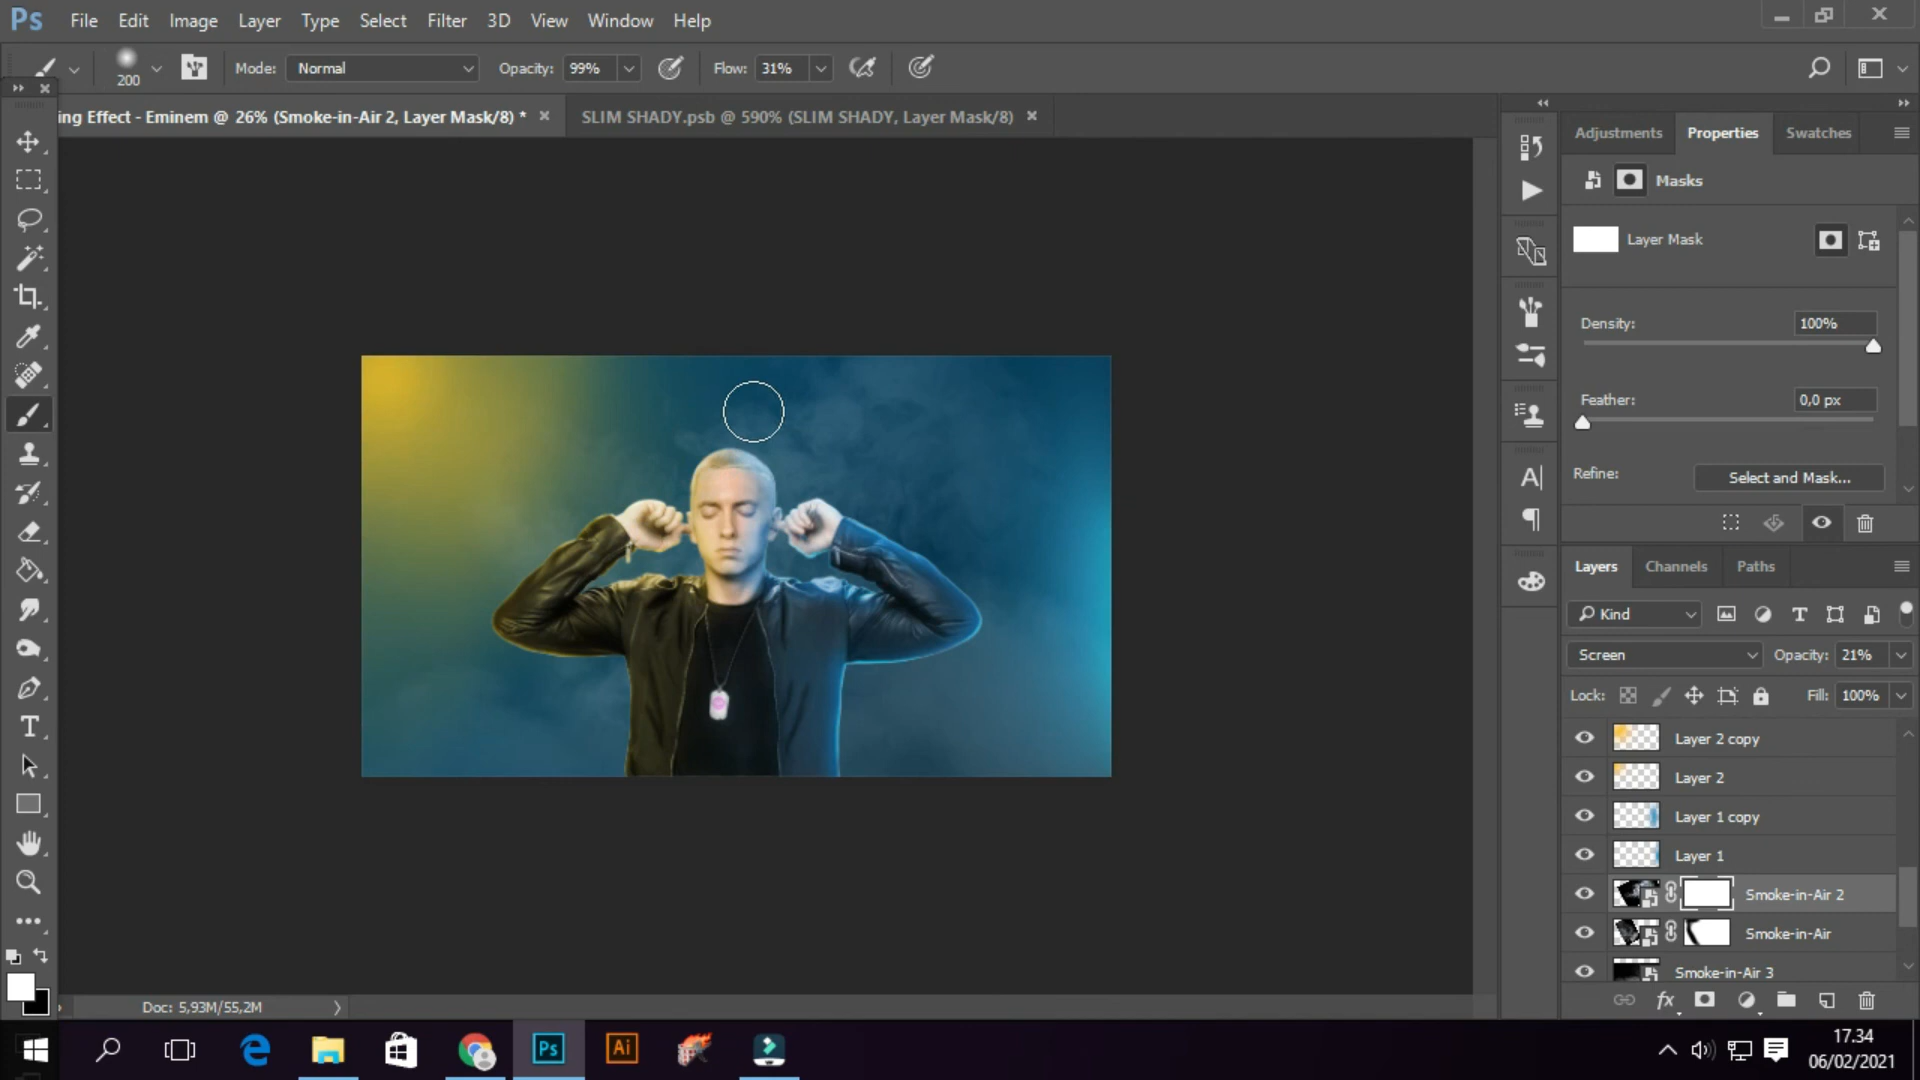 Ps File Edit Image Layer Type Select Filter 3D View Window Help
200 Mode: Normal Opacity: 99% Flow: 31%
ing Effect - Eminem @ 26% (Smoke-in-Air 2, Layer Mask/8) * SLIM SHADY.psb @ 590% (SLIM SHADY, Layer Mask/8)
Adjustments Properties Swatches
Masks
Layer Mask
Density: 100%
Feather: 0,0 px
Refine: Select and Mask...
Layers Channels Paths
Kind
Screen Opacity: 21%
Lock: Fill: 100%
Layer 2 copy
Layer 2
Layer 1 copy
Layer 1
Smoke-in-Air 2
Smoke-in-Air
Smoke-in-Air 3
Doc: 5,93M/55,2M
fx
Ps Ai
17.34
06/02/2021